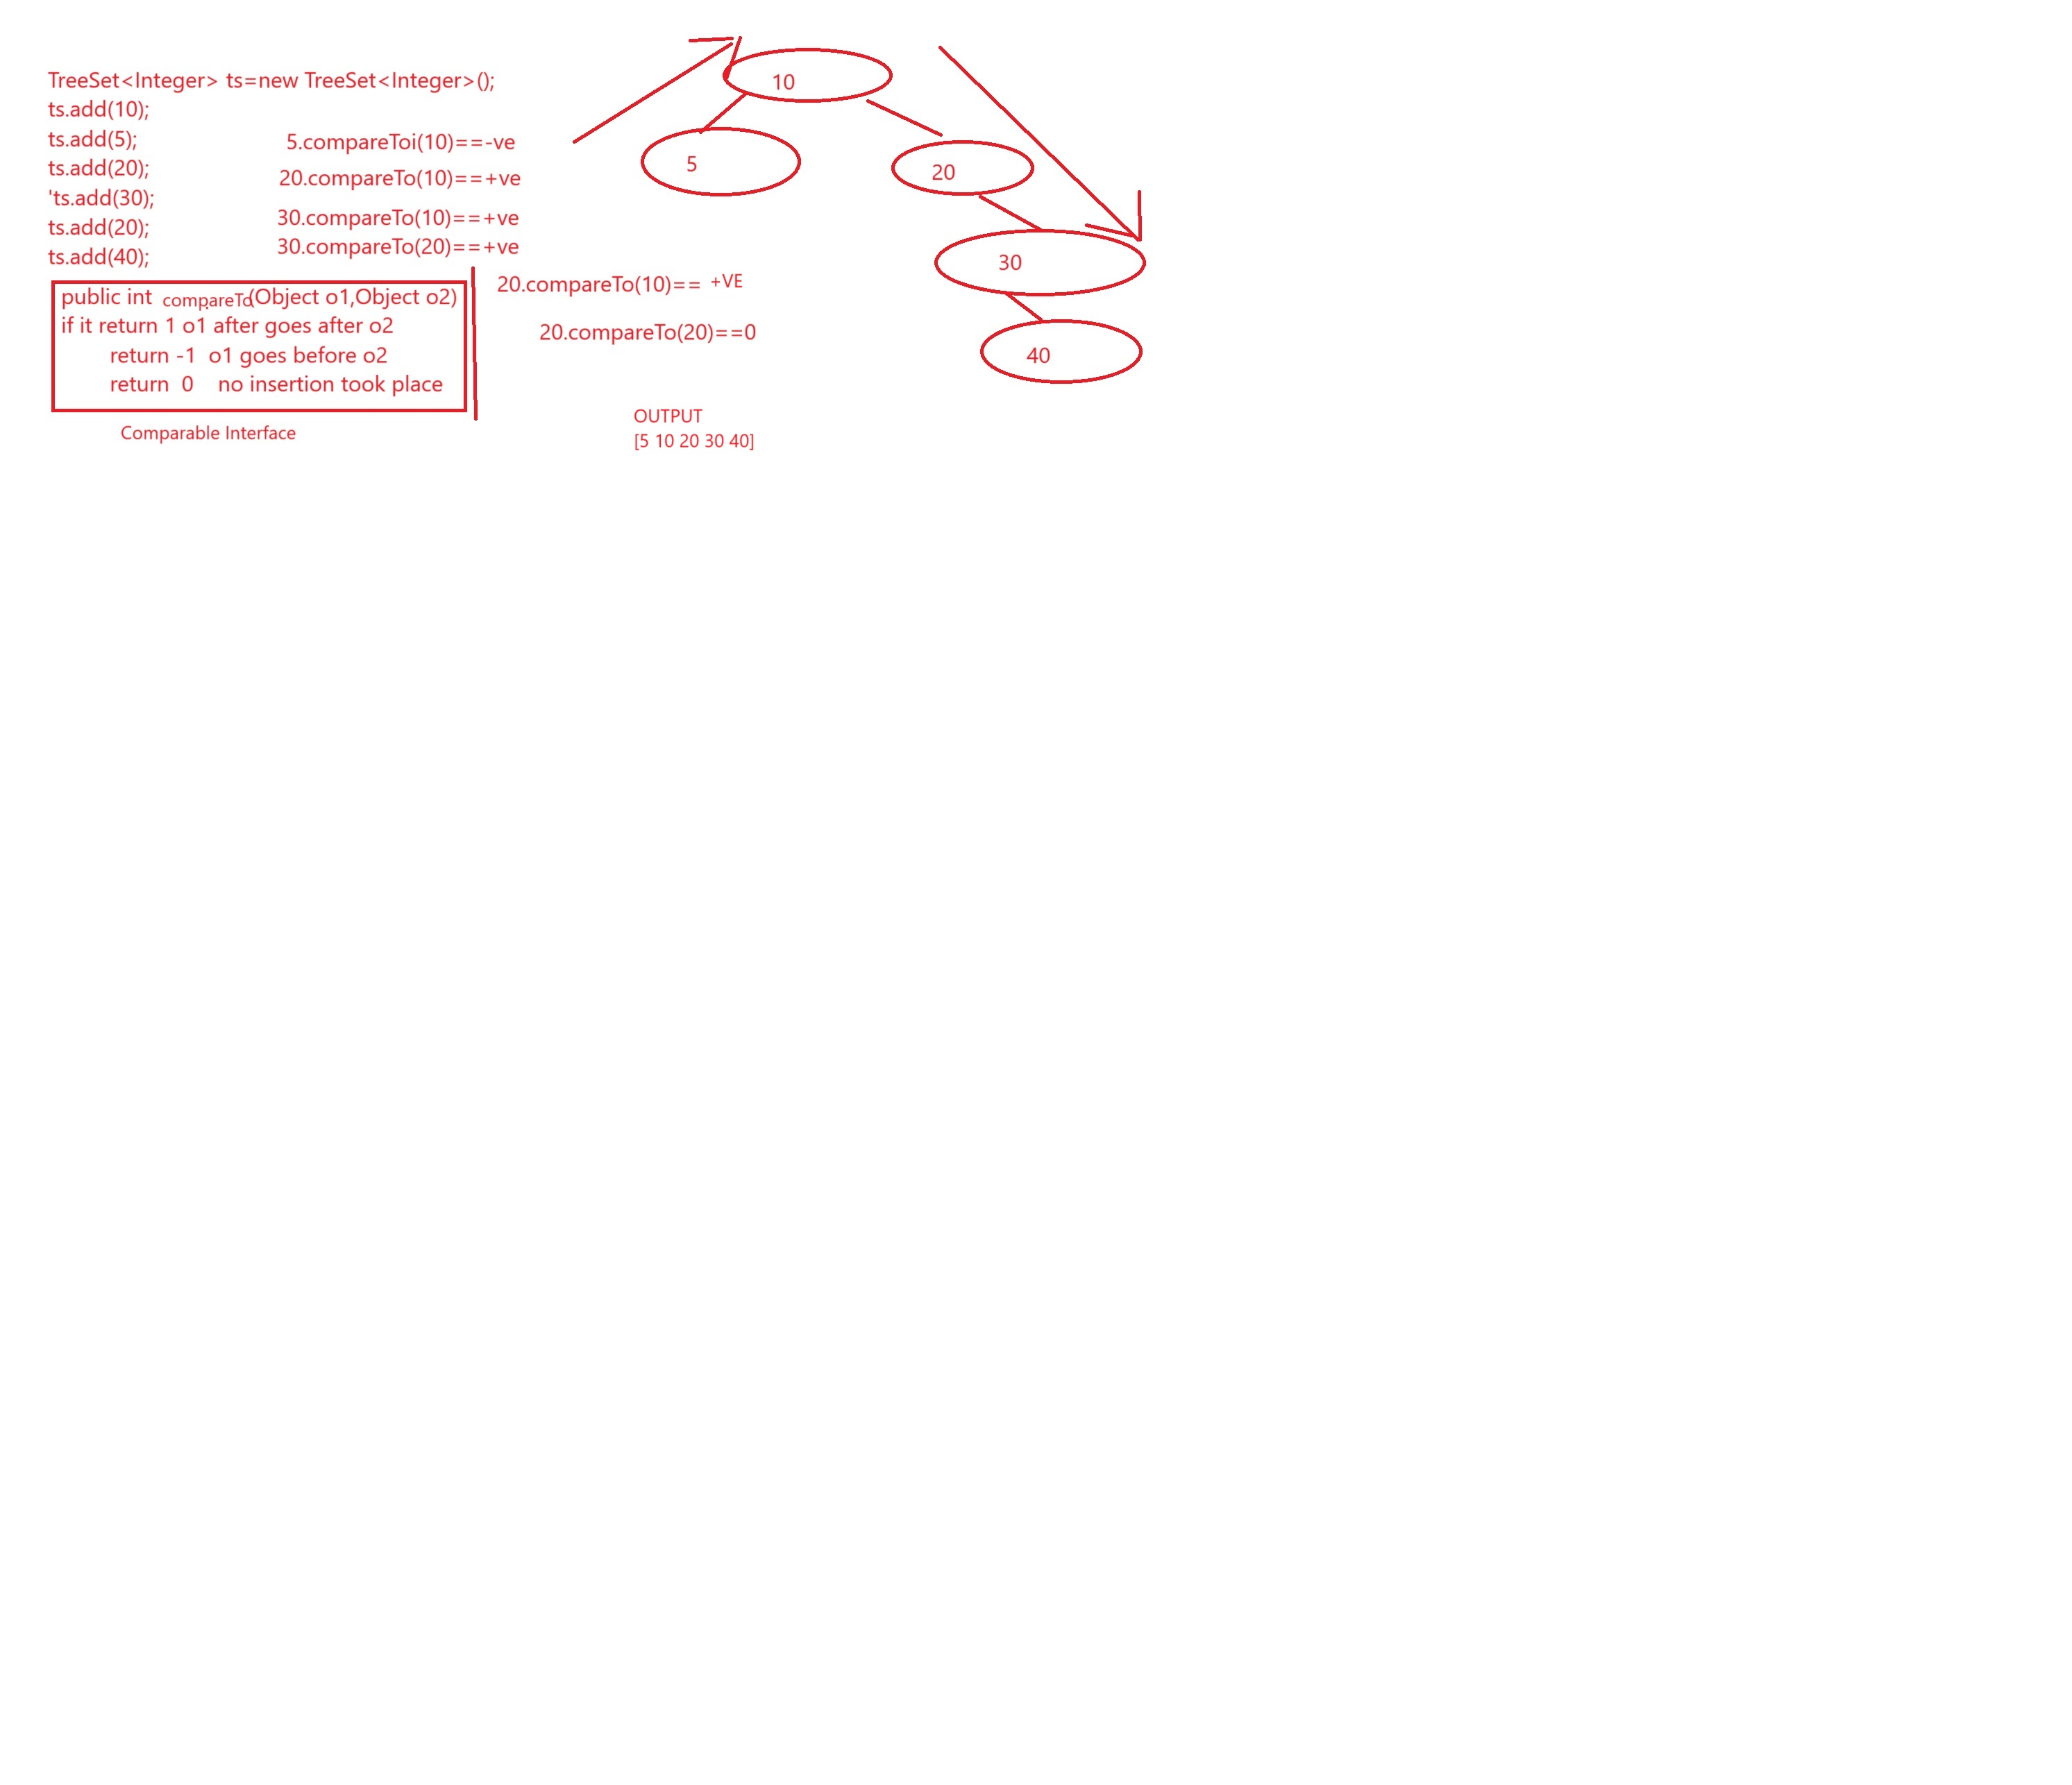 TreeSet<Integer> ts=new TreeSet<Integer>();
ts.add(10);
ts.add(5);
ts.add(20);
'ts.add(30);
ts.add(20);
ts.add(40);
5.compareToi(10)==-ve
20.compareTo(10)==+ve
30.compareTo(10)==+ve
30.compareTo(20)==+ve
public int compareTo(Object o1,Object o2)
if it return 1 o1 after goes after o2
return -1 o1 goes before o2
return 0 no insertion took place
Comparable Interface
20.compareTo(10)== +VE
20.compareTo(20)==0
OUTPUT
[5 10 20 30 40]
10
5
20
30
40